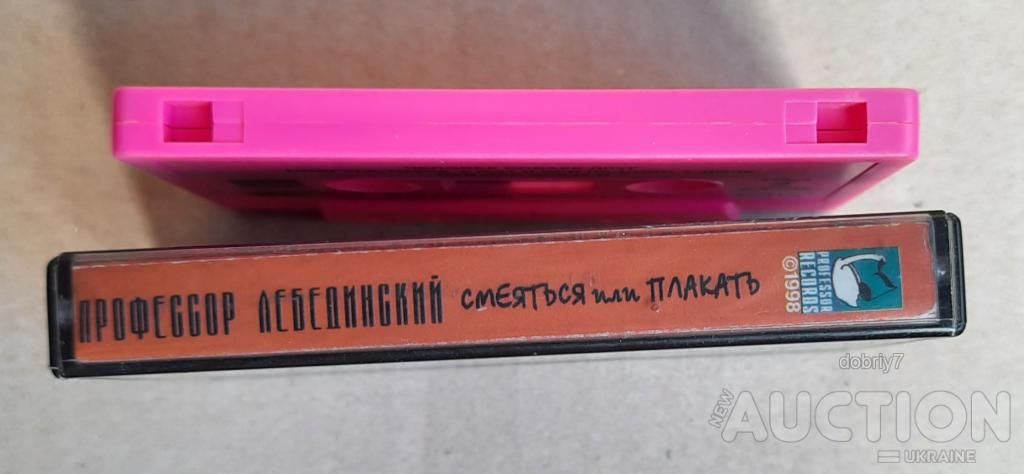 ПРОФЕССОР ЛЕБЕДИНСКИЙ СМЕЯТЬСЯ или ПЛАКАТЬ
PROFESSOR
RECORDS
©1998
dobriy7
NEW AUCTION
UKRAINE